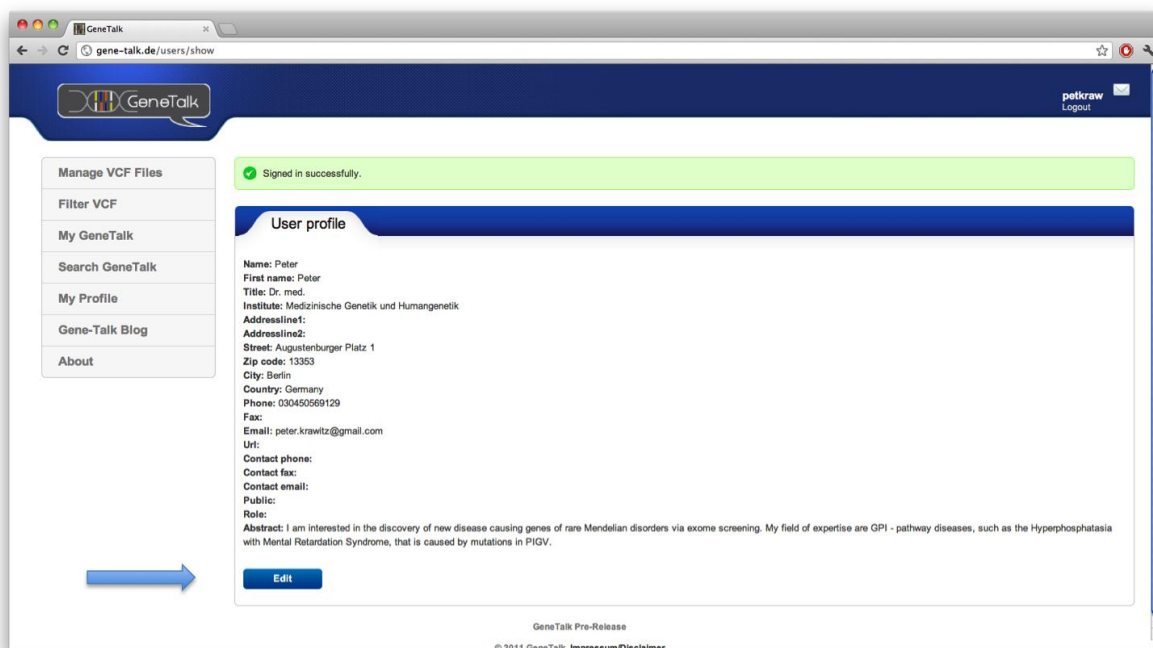 GeneTalk
gene-talk.de/users/show
GeneTalk
petkraw
Logout
Manage VCF Files
Filter VCF
My GeneTalk
Search GeneTalk
My Profile
Gene-Talk Blog
About
Signed in successfully.
User profile
Name: Peter
First name: Peter
Title: Dr. med.
Institute: Medizinische Genetik und Humangenetik
Addressline1:
Addressline2:
Street: Augustenburger Platz 1
Zip code: 13353
City: Berlin
Country: Germany
Phone: 030450569129
Fax:
Email: peter.krawitz@gmail.com
Url:
Contact phone:
Contact fax:
Contact email:
Public:
Role:
Abstract: I am interested in the discovery of new disease causing genes of rare Mendelian disorders via exome screening. My field of expertise are GPI - pathway diseases, such as the Hyperphosphatasia
with Mental Retardation Syndrome, that is caused by mutations in PIGV.
Edit
GeneTalk Pre-Release
© 2011 GeneTalk Impressum/Disclaimer